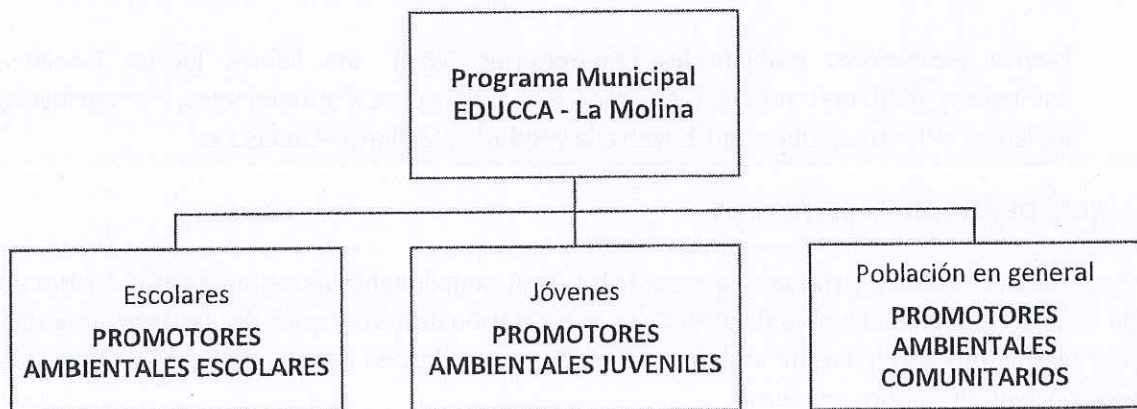 Programa Municipal
EDUCCA - La Molina
Escolares
PROMOTORES
AMBIENTALES ESCOLARES
Jóvenes
PROMOTORES
AMBIENTALES JUVENILES
Población en general
PROMOTORES
AMBIENTALES
COMUNITARIOS